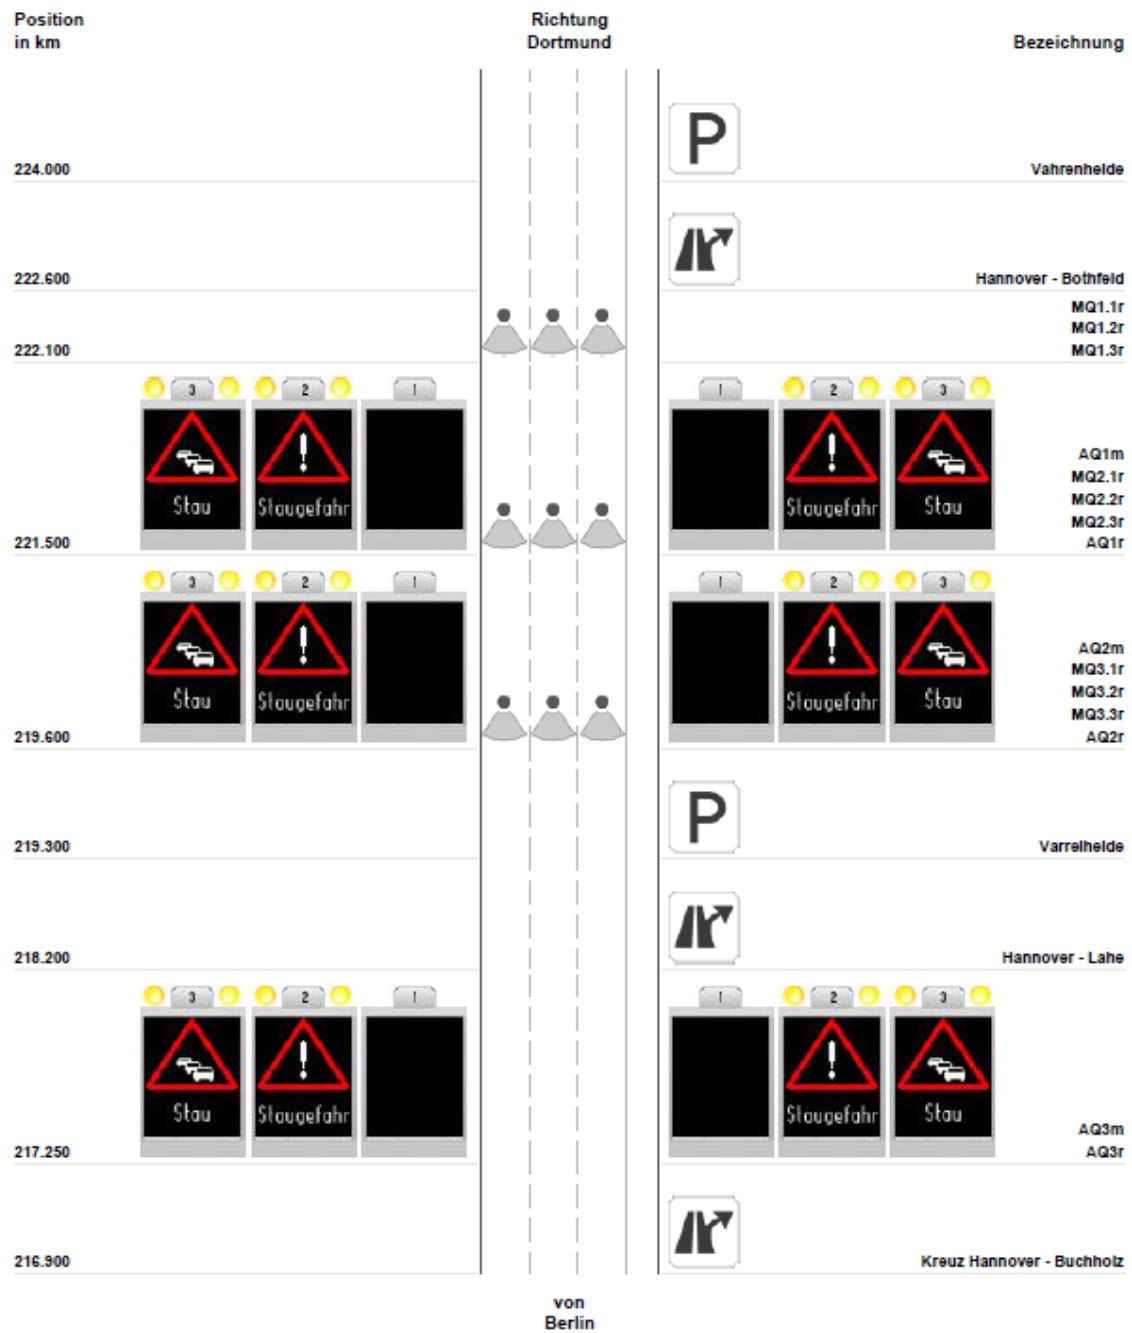 Position
in km
Richtung
Dortmund
Bezeichnung
P
224.000
Vahrenheide
222.600
Hannover - Bothfeld
MQ1.1r
MQ1.2r
222.100
MQ1.3r
3 2 1
1 2 3
Stau Staugefahr
Staugefahr Stau
AQ1m
MQ2.1r
MQ2.2r
MQ2.3r
221.500
AQ1r
3 2 1
1 2 3
Stau Staugefahr
Staugefahr Stau
AQ2m
MQ3.1r
MQ3.2r
MQ3.3r
219.600
AQ2r
P
219.300
Varrelheide
218.200
Hannover - Lahe
3 2 1
1 2 3
Stau Staugefahr
Staugefahr Stau
AQ3m
217.250
AQ3r
216.900
Kreuz Hannover - Buchholz
von
Berlin